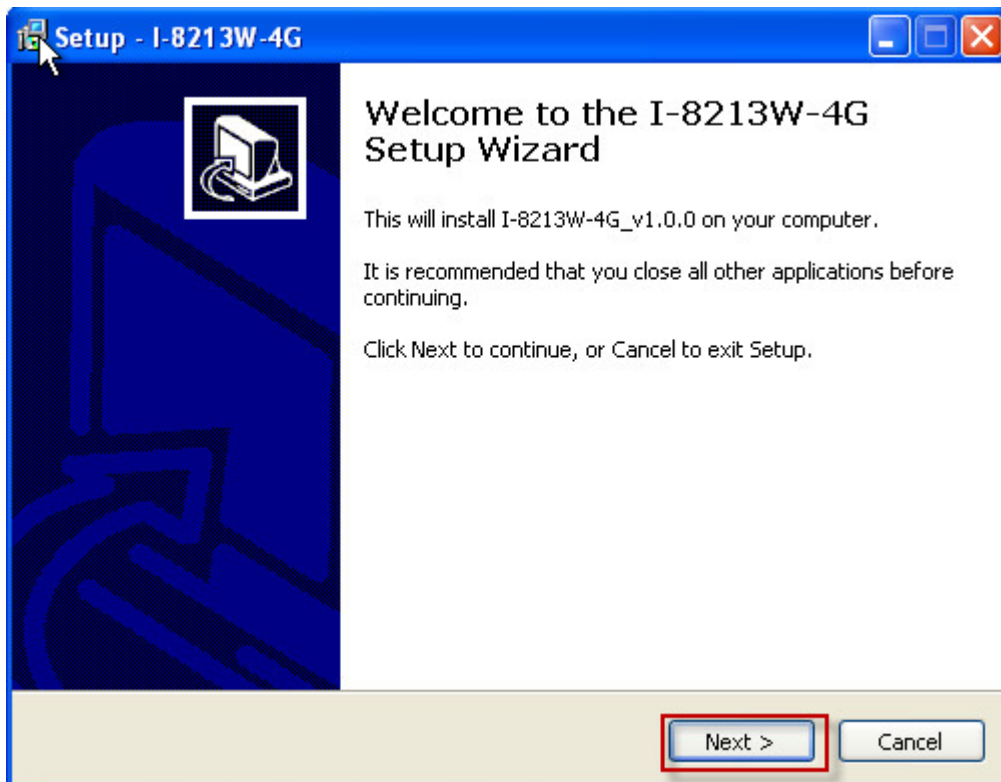 Setup - I-8213W-4G
Welcome to the I-8213W-4G
Setup Wizard
This will install I-8213W-4G_v1.0.0 on your computer.
It is recommended that you close all other applications before
continuing.
Click Next to continue, or Cancel to exit Setup.
Next > Cancel